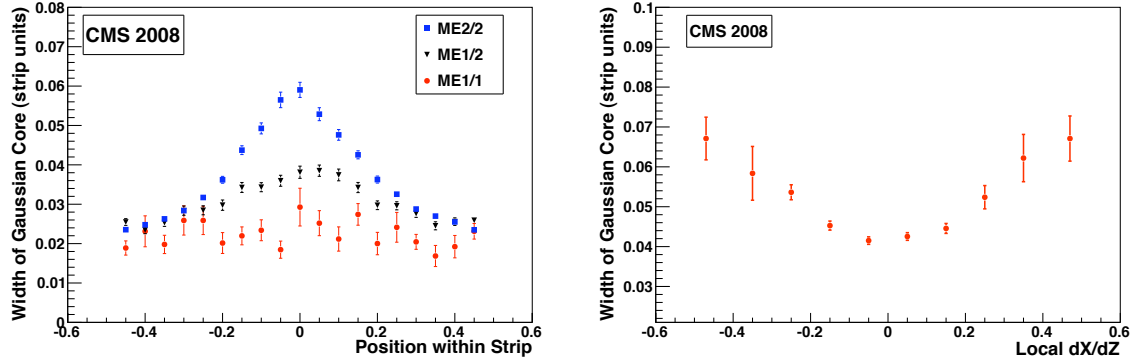 Width of Gaussian Core (strip units)
0.08
0.07
0.06
0.05
0.04
0.03
0.02
0.01
0
CMS 2008
ME2/2
ME1/2
ME1/1
-0.6 -0.4 -0.2 0 0.2 0.4 0.6
Position within Strip
Width of Gaussian Core (strip units)
0.1
0.09
0.08
0.07
0.06
0.05
0.04
0.03
CMS 2008
-0.6 -0.4 -0.2 0 0.2 0.4 0.6
Local dX/dZ